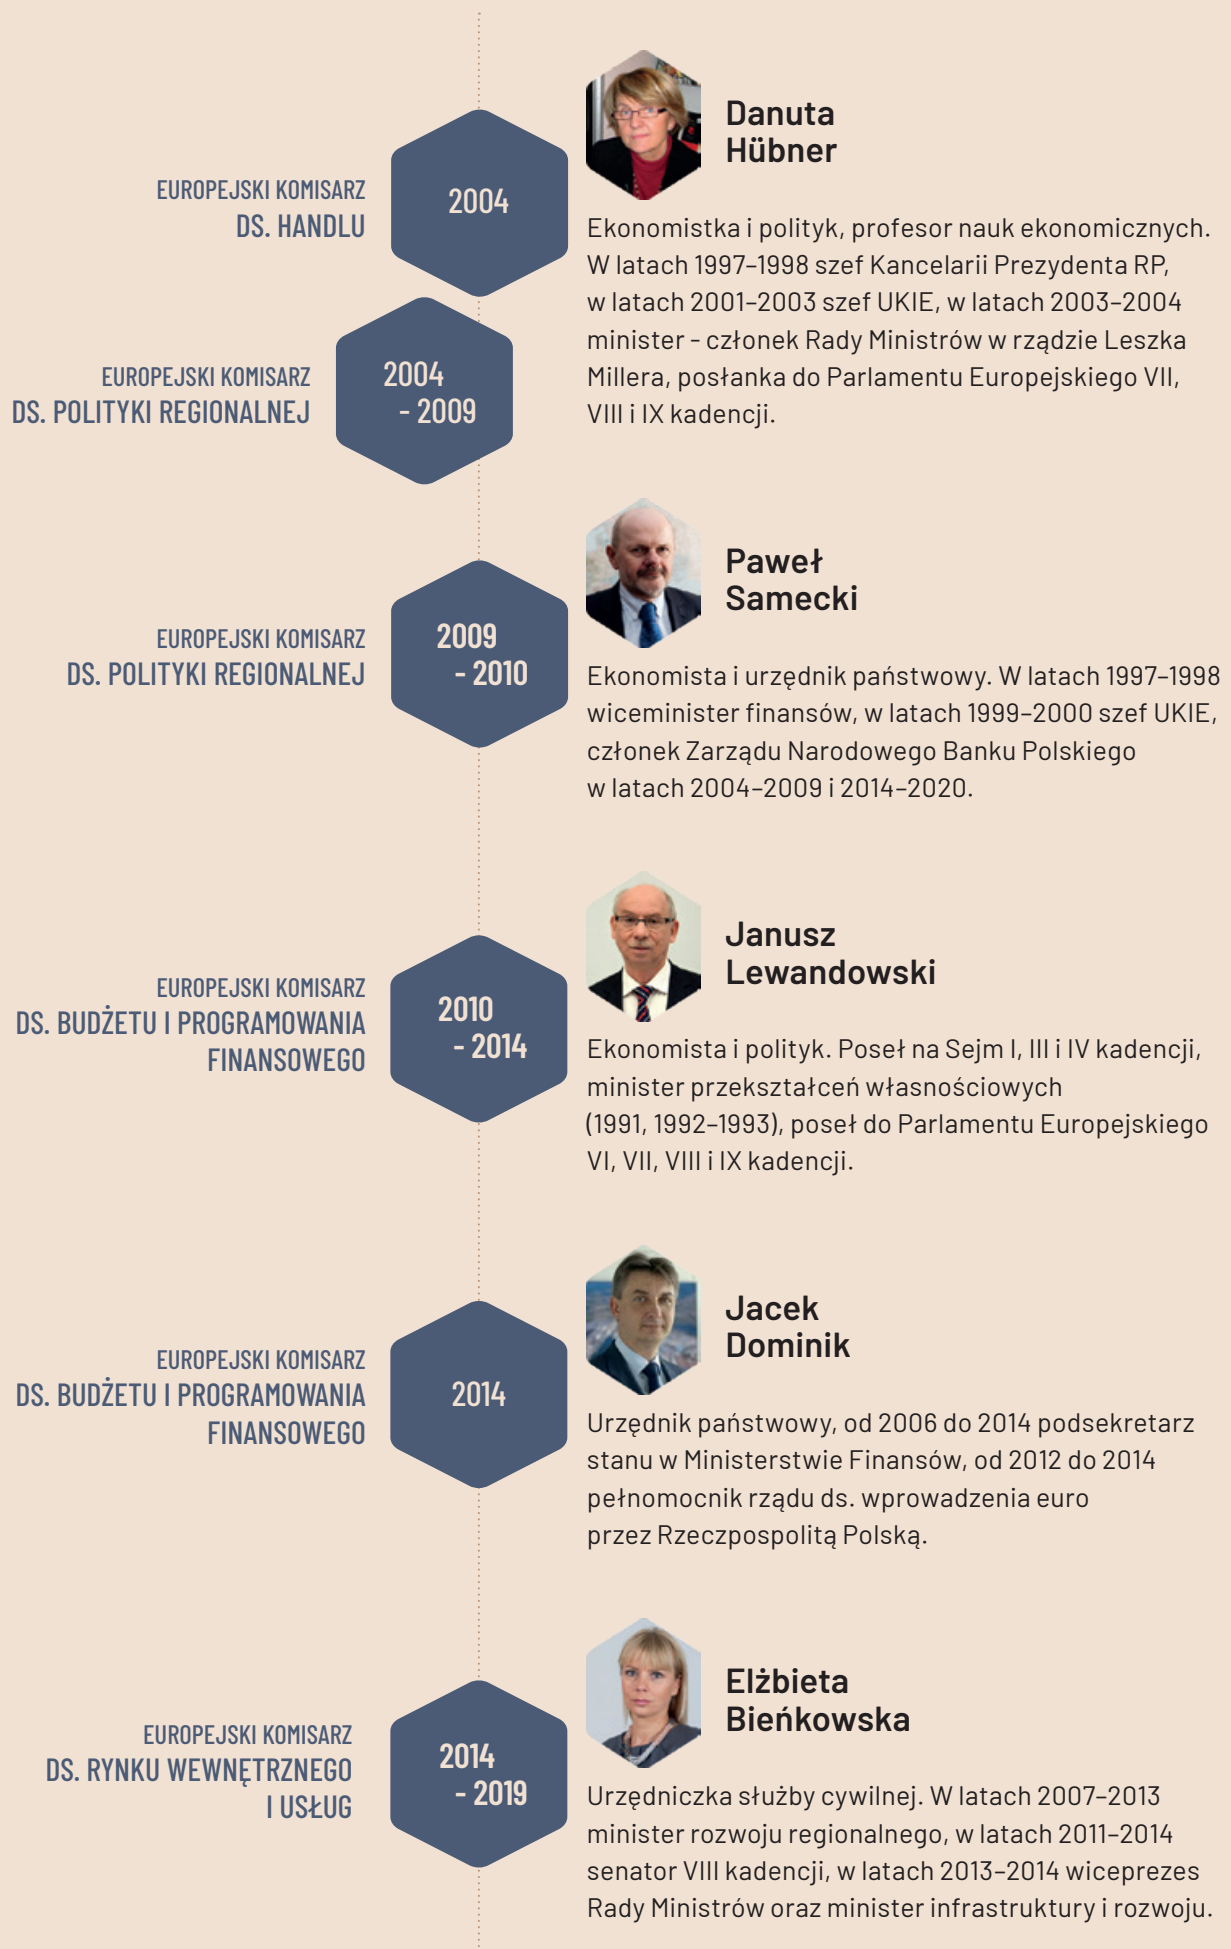 Danuta
Hübner
EUROPEJSKI KOMISARZ
DS. HANDLU
2004
Ekonomistka i polityk, profesor nauk ekonomicznych.
W latach 1997–1998 szef Kancelarii Prezydenta RP,
w latach 2001–2003 szef UKIE, w latach 2003–2004
minister - członek Rady Ministrów w rządzie Leszka
Millera, posłanka do Parlamentu Europejskiego VII,
VIII i IX kadencji.
EUROPEJSKI KOMISARZ
DS. POLITYKI REGIONALNEJ
2004
- 2009
Paweł
Samecki
EUROPEJSKI KOMISARZ
DS. POLITYKI REGIONALNEJ
2009
- 2010
Ekonomista i urzędnik państwowy. W latach 1997–1998
wiceminister finansów, w latach 1999–2000 szef UKIE,
członek Zarządu Narodowego Banku Polskiego
w latach 2004–2009 i 2014–2020.
Janusz
Lewandowski
EUROPEJSKI KOMISARZ
DS. BUDŻETU I PROGRAMOWANIA
FINANSOWEGO
2010
- 2014
Ekonomista i polityk. Poseł na Sejm I, III i IV kadencji,
minister przekształceń własnościowych
(1991, 1992–1993), poseł do Parlamentu Europejskiego
VI, VII, VIII i IX kadencji.
Jacek
Dominik
EUROPEJSKI KOMISARZ
DS. BUDŻETU I PROGRAMOWANIA
FINANSOWEGO
2014
Urzędnik państwowy, od 2006 do 2014 podsekretarz
stanu w Ministerstwie Finansów, od 2012 do 2014
pełnomocnik rządu ds. wprowadzenia euro
przez Rzeczpospolitą Polską.
Elżbieta
Bieńkowska
EUROPEJSKI KOMISARZ
DS. RYNKU WEWNĘTRZNEGO
I USŁUG
2014
- 2019
Urzędniczka służby cywilnej. W latach 2007–2013
minister rozwoju regionalnego, w latach 2011–2014
senator VIII kadencji, w latach 2013–2014 wiceprezes
Rady Ministrów oraz minister infrastruktury i rozwoju.